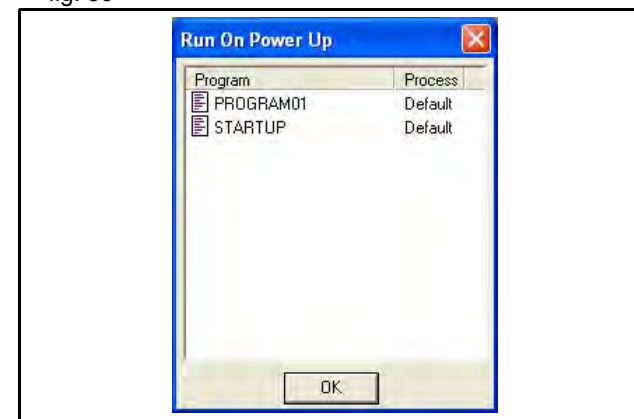 Run On Power Up
Program Process
PROGRAM01 Default
STARTUP Default
OK